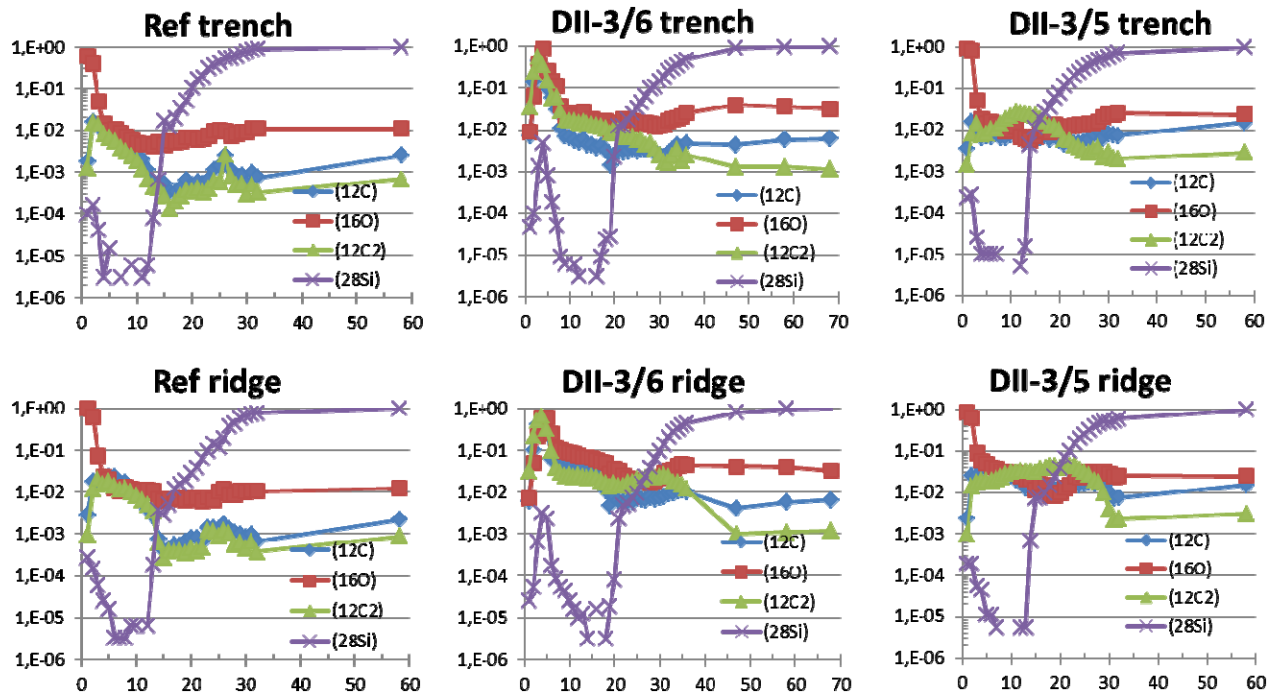 Ref trench
1,E+00
1,E-01
1,E-02
1,E-03
1,E-04
1,E-05
1,E-06
(12C)
(16O)
(12C2)
(28Si)
0 10 20 30 40 50 60
DII-3/6 trench
1,E+00
1,E-01
1,E-02
1,E-03
1,E-04
1,E-05
1,E-06
(12C)
(16O)
(12C2)
(28Si)
0 10 20 30 40 50 60 70
DII-3/5 trench
1,E+00
1,E-01
1,E-02
1,E-03
1,E-04
1,E-05
1,E-06
(12C)
(16O)
(12C2)
(28Si)
0 10 20 30 40 50 60
Ref ridge
1,E+00
1,E-01
1,E-02
1,E-03
1,E-04
1,E-05
1,E-06
(12C)
(16O)
(12C2)
(28Si)
0 10 20 30 40 50 60
DII-3/6 ridge
1,E+00
1,E-01
1,E-02
1,E-03
1,E-04
1,E-05
1,E-06
(12C)
(16O)
(12C2)
(28Si)
0 10 20 30 40 50 60 70
DII-3/5 ridge
1,E+00
1,E-01
1,E-02
1,E-03
1,E-04
1,E-05
1,E-06
(12C)
(16O)
(12C2)
(28Si)
0 10 20 30 40 50 60